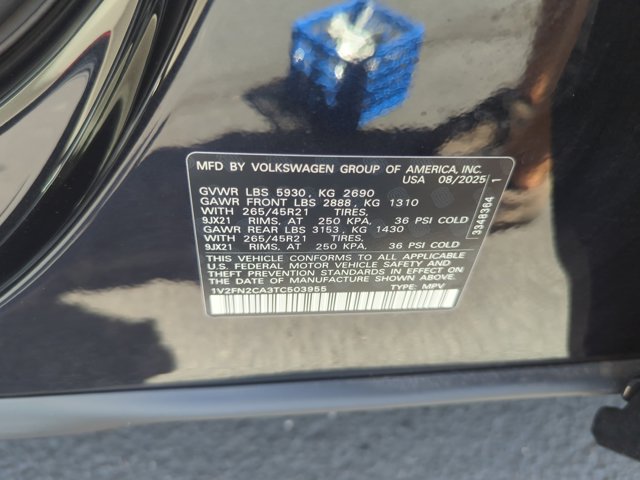 MFD BY VOLKSWAGEN GROUP OF AMERICA, INC.
USA 08/2025
GVWR LBS 5930, KG 2690
GAWR FRONT LBS 2888, KG 1310
WITH 265/45R21 TIRES,
9JX21 RIMS, AT 250 KPA, 36 PSI COLD
GAWR REAR LBS 3153, KG 1430
WITH 265/45R21 TIRES,
9JX21 RIMS, AT 250 KPA, 36 PSI COLD
THIS VEHICLE CONFORMS TO ALL APPLICABLE
U.S. FEDERAL MOTOR VEHICLE SAFETY AND
THEFT PREVENTION STANDARDS IN EFFECT ON
THE DATE OF MANUFACTURE SHOWN ABOVE.
1V2FN2CA3TC503955 TYPE: MPV
3348364 1